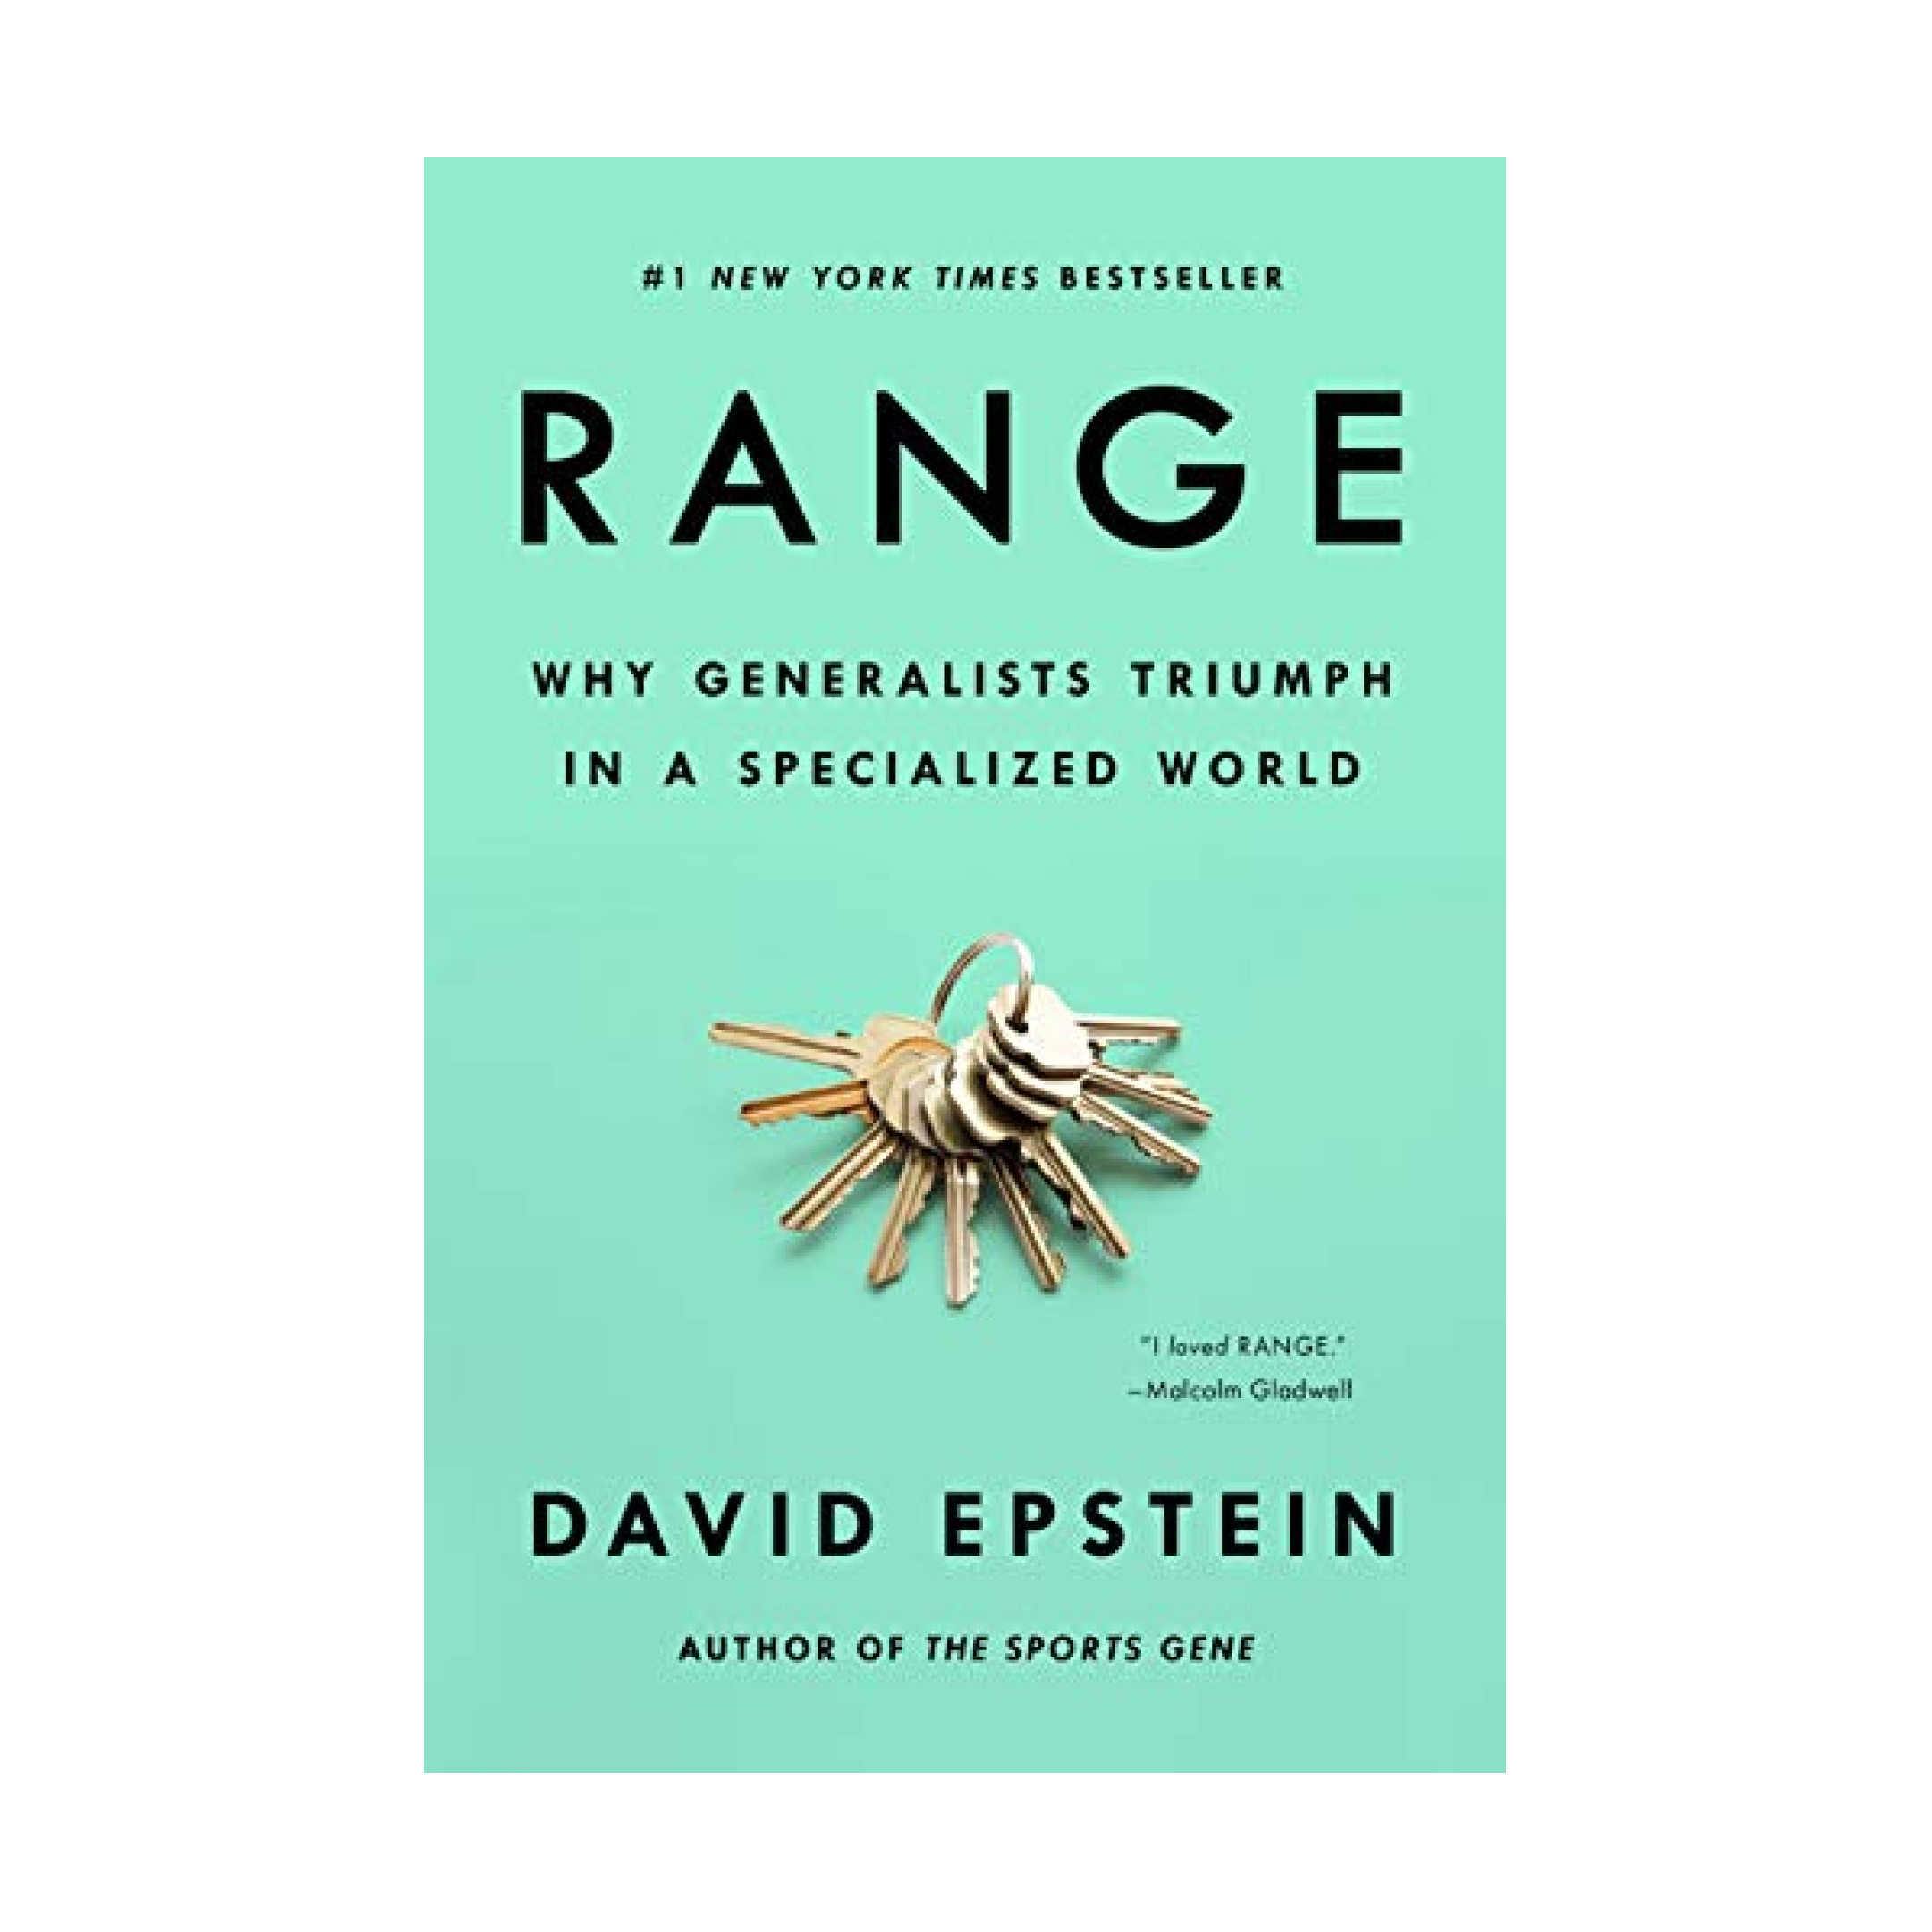 #1 NEW YORK TIMES BESTSELLER
RANGE
WHY GENERALISTS TRIUMPH
IN A SPECIALIZED WORLD
"I loved RANGE."
—Malcolm Gladwell
DAVID EPSTEIN
AUTHOR OF THE SPORTS GENE